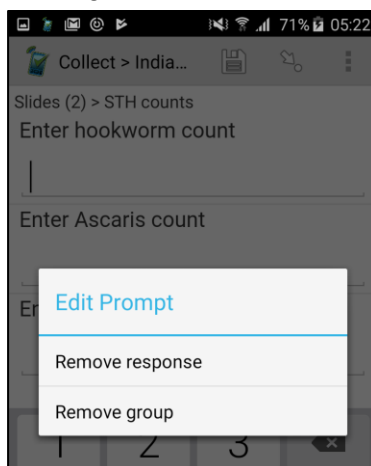 71% 05:22
Collect > India...
Slides (2) > STH counts
Enter hookworm count
Enter Ascaris count
Er
Edit Prompt
Remove response
Remove group
1 2 3